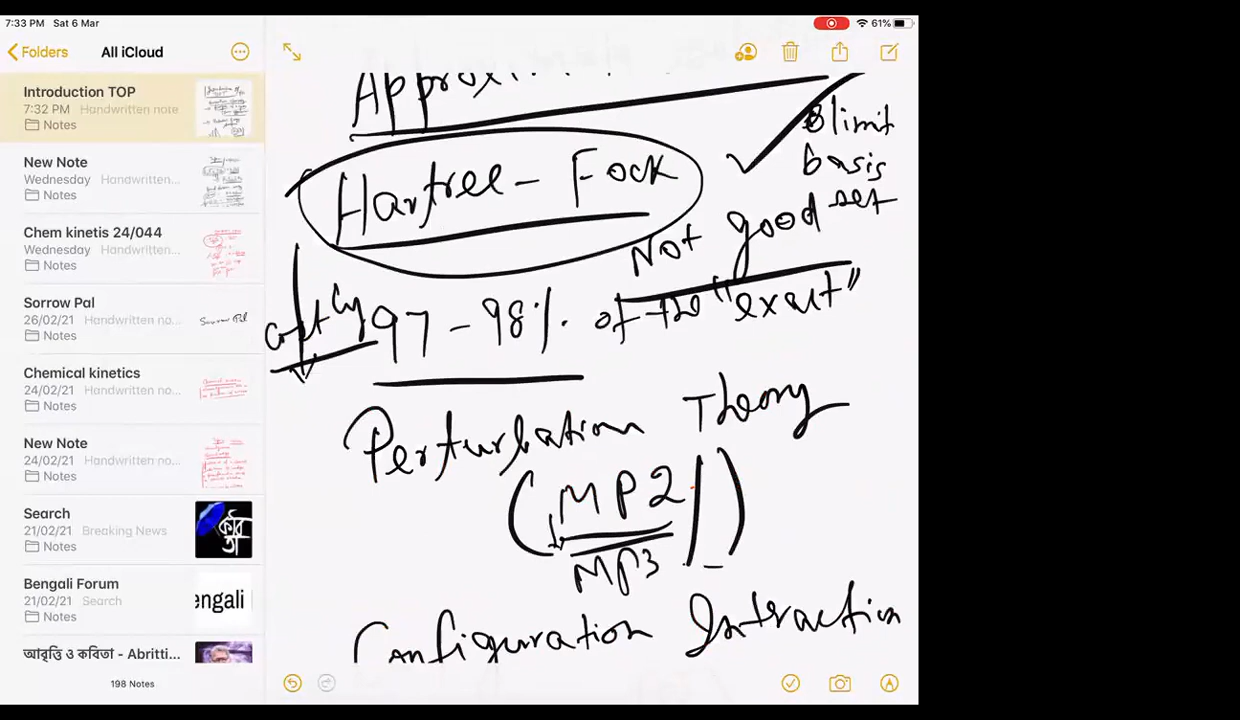 7:33 PM Sat 6 Mar
61%
Folders
All iCloud
Introduction TOP
7:32 PM Handwritten note
Notes
New Note
Wednesday Handwritten...
Notes
Chem kinetis 24/044
Wednesday Handwritten...
Notes
Sorrow Pal
26/02/21 Handwritten n...
Notes
Chemical kinetics
24/02/21 Handwritten no...
Notes
New Note
24/02/21 Handwritten no...
Notes
Search
21/02/21 Breaking News
Notes
Bengali Forum
21/02/21 Search
Notes
engali
আবৃত্তি ও কবিতা - Abritti...
198 Notes
limit
basis
set
Hartree - Fock
Not good
Costly
97 - 98% of the "exact"
Perturbation Theory
(MP2/)
MP3
Configuration Interaction